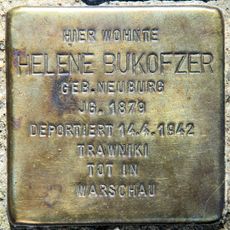 HIER WOHNTE
HELENE BUKOFZER
GEB. NEUBURG
JG. 1879
DEPORTIERT 14.4.1942
TRAWNIKI
TOT IN
WARSCHAU